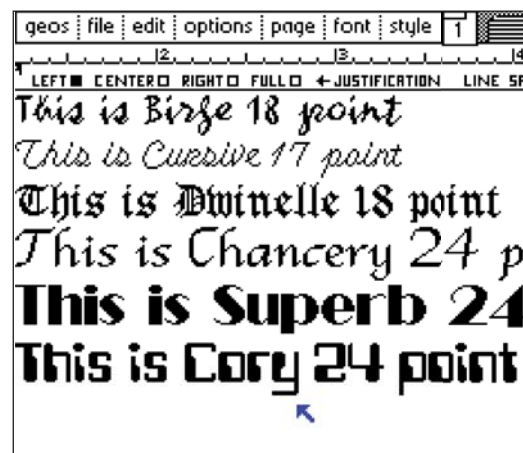 geos file edit options page font style 1
2 3 4
LEFT CENTER RIGHT FULL ←JUSTIFICATION LINE SP
This is Birge 18 point
This is Cursive 17 point
This is Dwinelle 18 point
This is Chancery 24 p
This is Superb 24
This is Cory 24 point